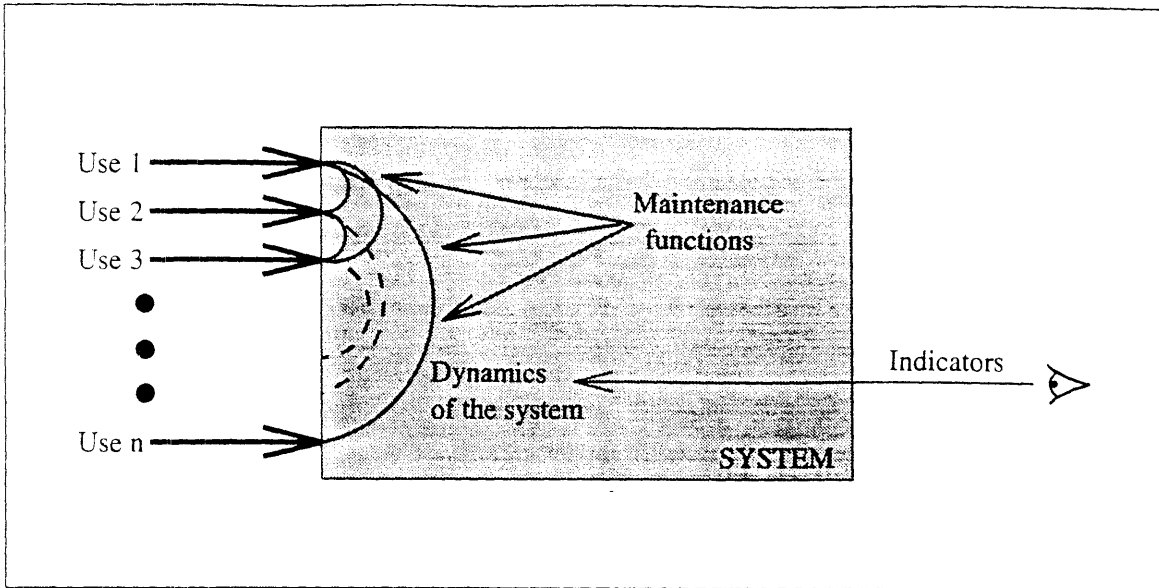 Use 1
Use 2
Use 3
Use n
Maintenance
functions
Dynamics
of the system
Indicators
SYSTEM